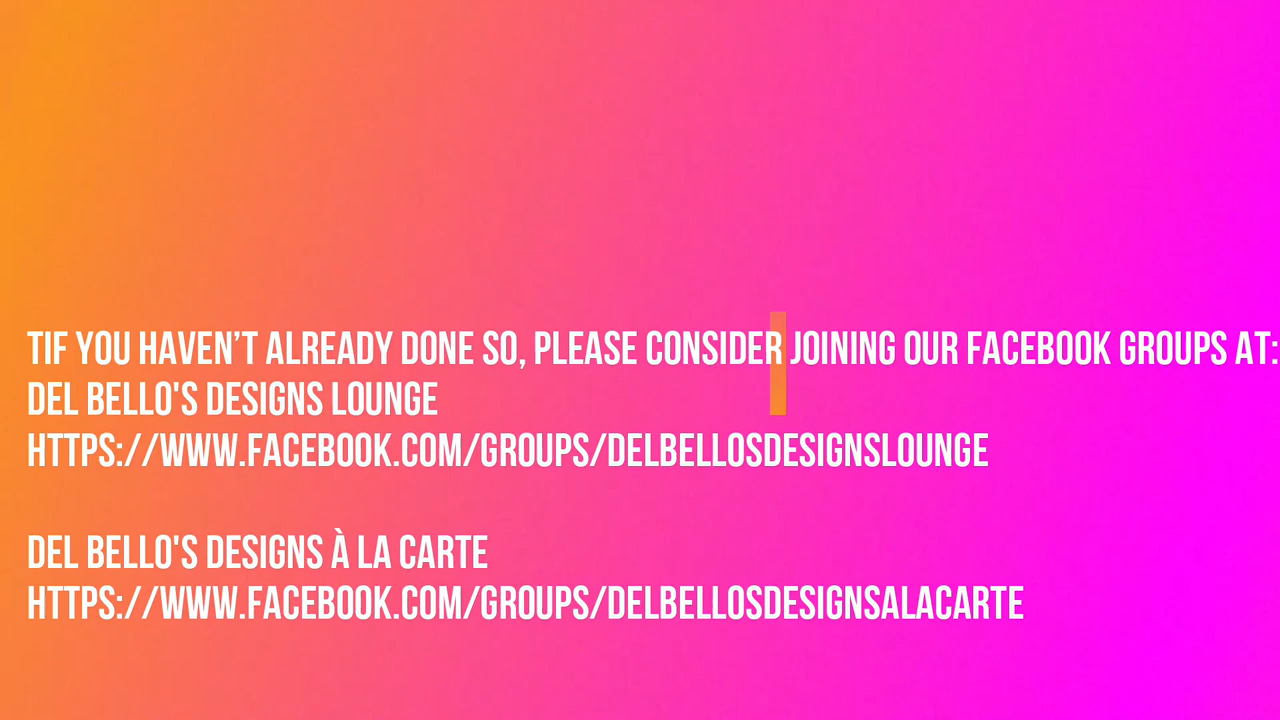 TIF YOU HAVEN’T ALREADY DONE SO, PLEASE CONSIDER JOINING OUR FACEBOOK GROUPS AT:
DEL BELLO'S DESIGNS LOUNGE
HTTPS://WWW.FACEBOOK.COM/GROUPS/DELBELLOSDESIGNSLOUNGE
DEL BELLO'S DESIGNS À LA CARTE
HTTPS://WWW.FACEBOOK.COM/GROUPS/DELBELLOSDESIGNSALACARTE